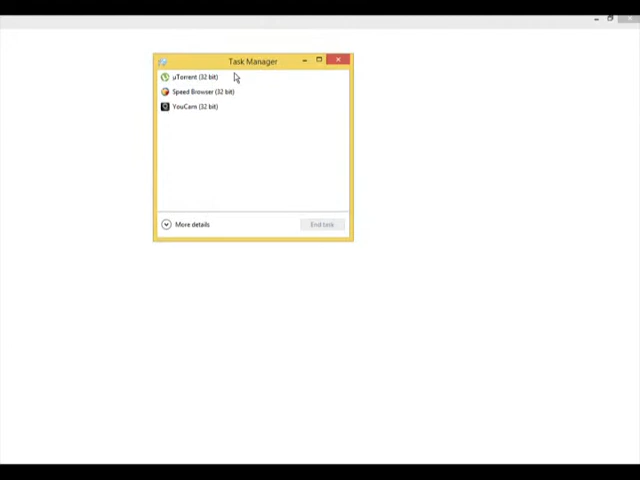 Task Manager
µTorrent (32 bit)
Speed Browser (32 bit)
YouCam (32 bit)
More details
End task